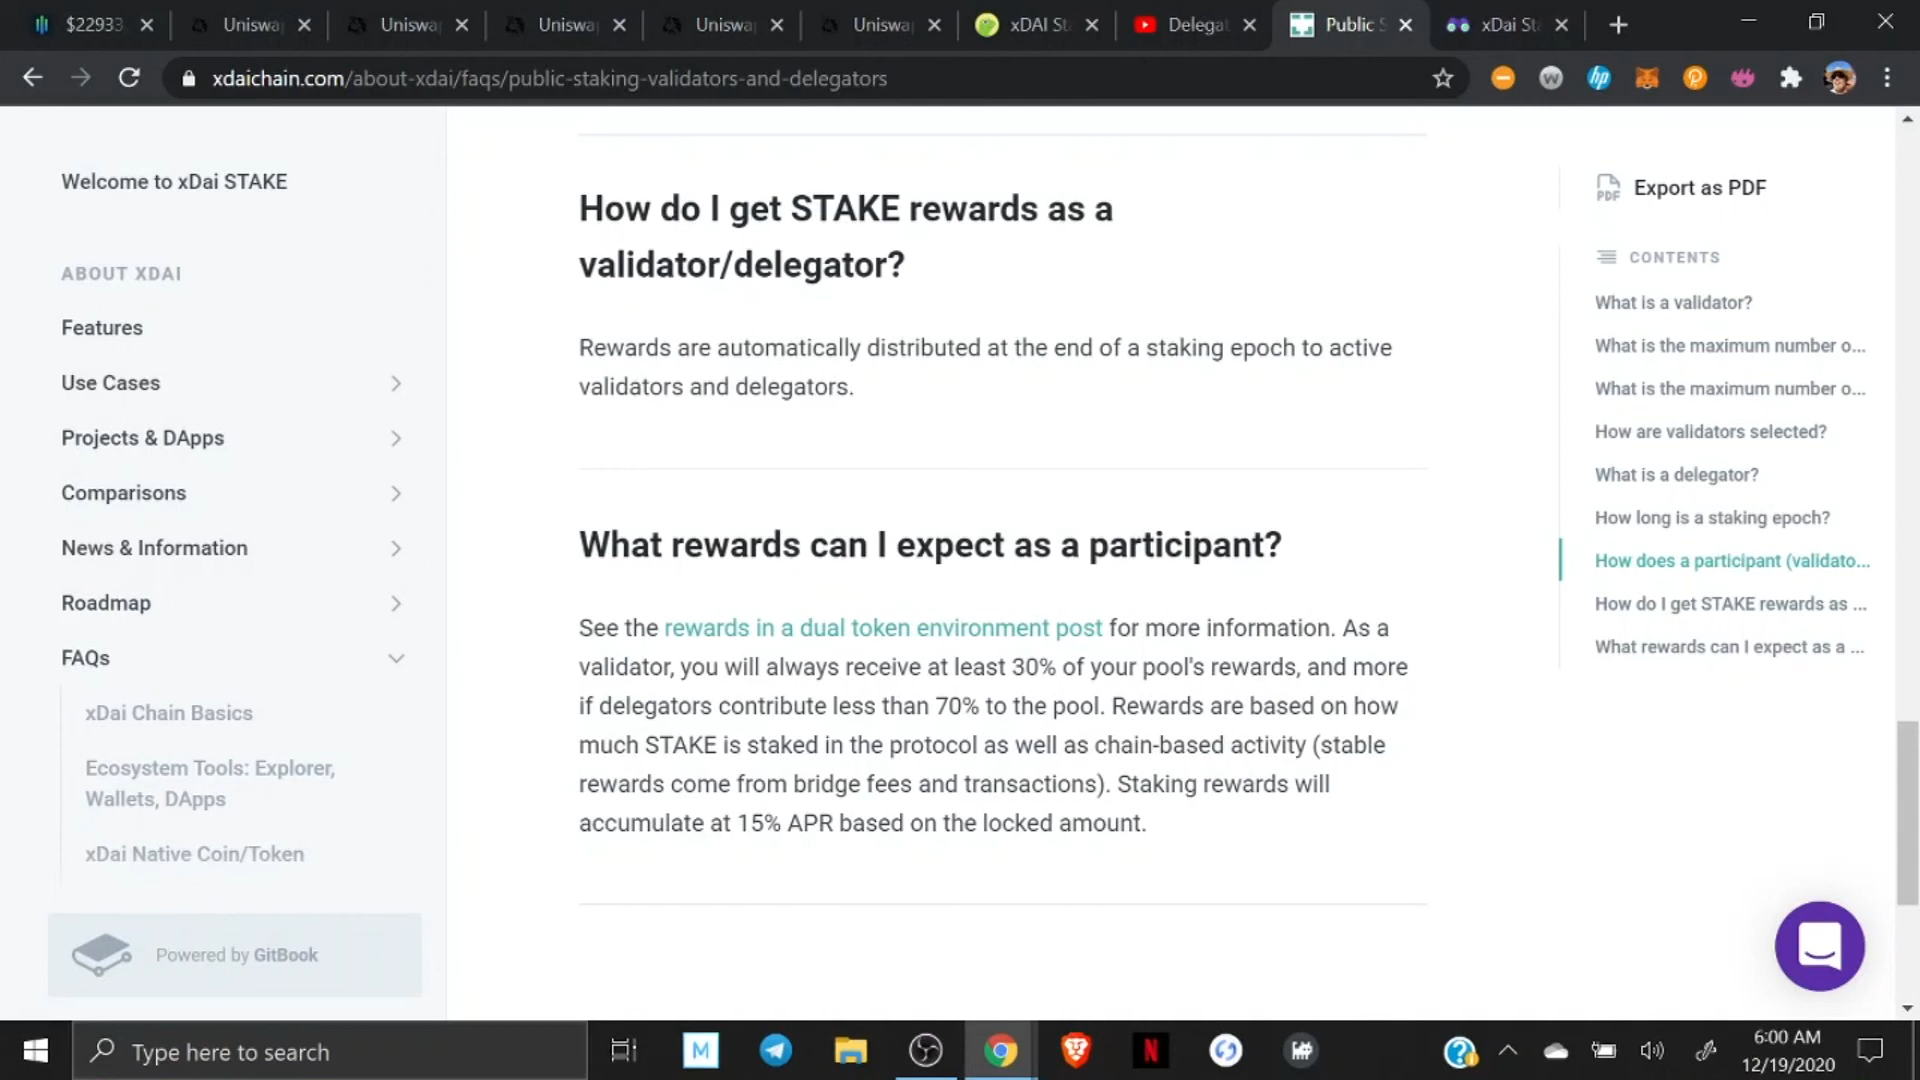 $22933
Uniswap
Uniswap
Uniswap
Uniswap
Uniswap
xDAI St
Delegat
Public S
xDai Sta
xdaichain.com/about-xdai/faqs/public-staking-validators-and-delegators
Welcome to xDai STAKE
ABOUT XDAI
Features
Use Cases
Projects & DApps
Comparisons
News & Information
Roadmap
FAQs
xDai Chain Basics
Ecosystem Tools: Explorer,
Wallets, DApps
xDai Native Coin/Token
Powered by GitBook
How do I get STAKE rewards as a
validator/delegator?
Rewards are automatically distributed at the end of a staking epoch to active
validators and delegators.
What rewards can I expect as a participant?
See the rewards in a dual token environment post for more information. As a
validator, you will always receive at least 30% of your pool's rewards, and more
if delegators contribute less than 70% to the pool. Rewards are based on how
much STAKE is staked in the protocol as well as chain-based activity (stable
rewards come from bridge fees and transactions). Staking rewards will
accumulate at 15% APR based on the locked amount.
PDF
Export as PDF
CONTENTS
What is a validator?
What is the maximum number o...
What is the maximum number o...
How are validators selected?
What is a delegator?
How long is a staking epoch?
How does a participant (validato...
How do I get STAKE rewards as ...
What rewards can I expect as a ...
Type here to search
M
N
6:00 AM
12/19/2020